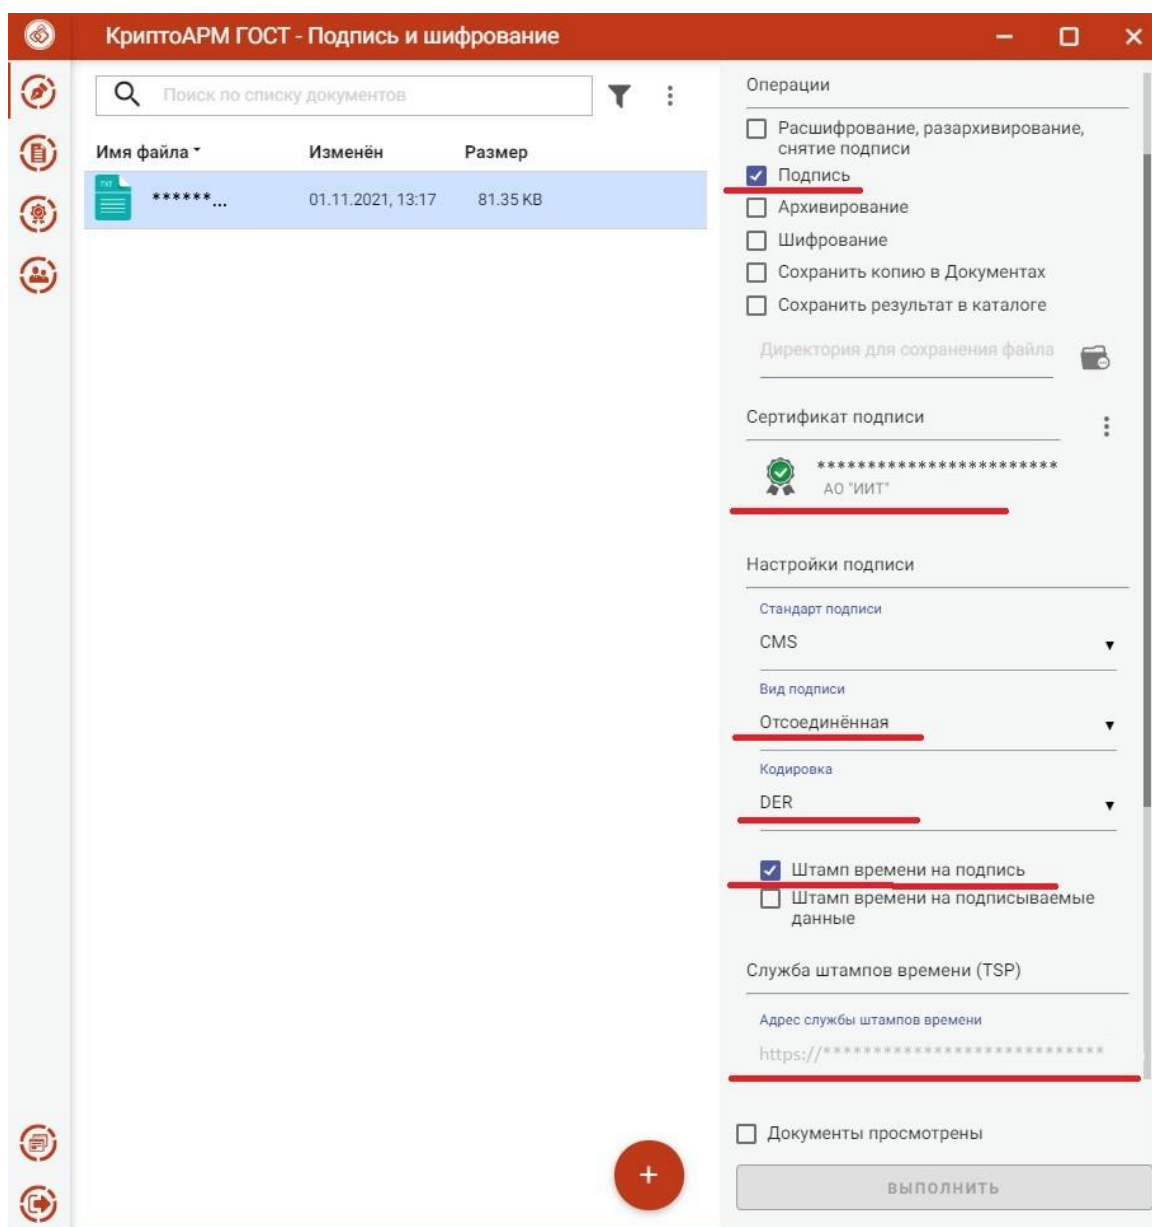 КриптоАРМ ГОСТ - Подпись и шифрование
Поиск по списку документов
Имя файла Изменён Размер
TXT
******... 01.11.2021, 13:17 81.35 KB
Операции
Расшифрование, разархивирование,
снятие подписи
Подпись
Архивирование
Шифрование
Сохранить копию в Документах
Сохранить результат в каталоге
Директория для сохранения файла
Сертификат подписи
************************
АО "ИИТ"
Настройки подписи
Стандарт подписи
CMS
Вид подписи
Отсоединённая
Кодировка
DER
Штамп времени на подпись
Штамп времени на подписываемые
данные
Служба штампов времени (TSP)
Адрес службы штампов времени
https://****************************
Документы просмотрены
ВЫПОЛНИТЬ